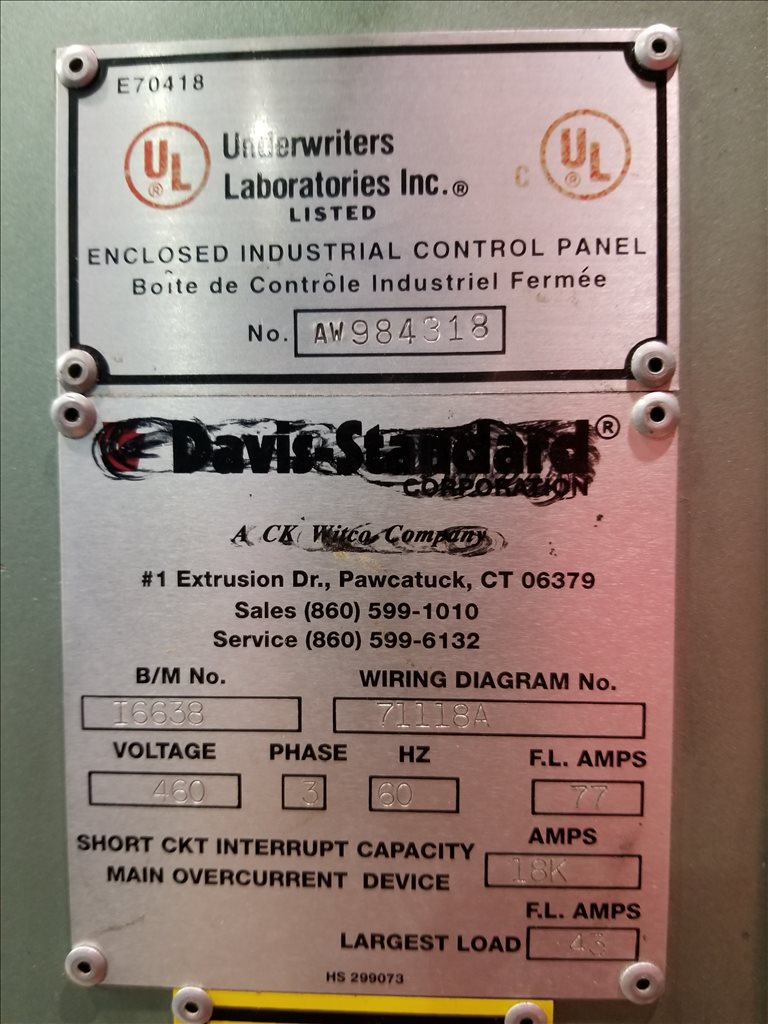 E70418
UL ® Underwriters C UL ®
Laboratories Inc.®
LISTED
ENCLOSED INDUSTRIAL CONTROL PANEL
Boîte de Contrôle Industriel Fermée
No. AW984318
Davis-Standard®
CORPORATION
A CK Witco Company
#1 Extrusion Dr., Pawcatuck, CT 06379
Sales (860) 599-1010
Service (860) 599-6132
B/M No. WIRING DIAGRAM No.
I6638 71118A
VOLTAGE PHASE HZ F.L. AMPS
460 3 60 77
SHORT CKT INTERRUPT CAPACITY AMPS
MAIN OVERCURRENT DEVICE 18K
F.L. AMPS
LARGEST LOAD 43
HS 299073